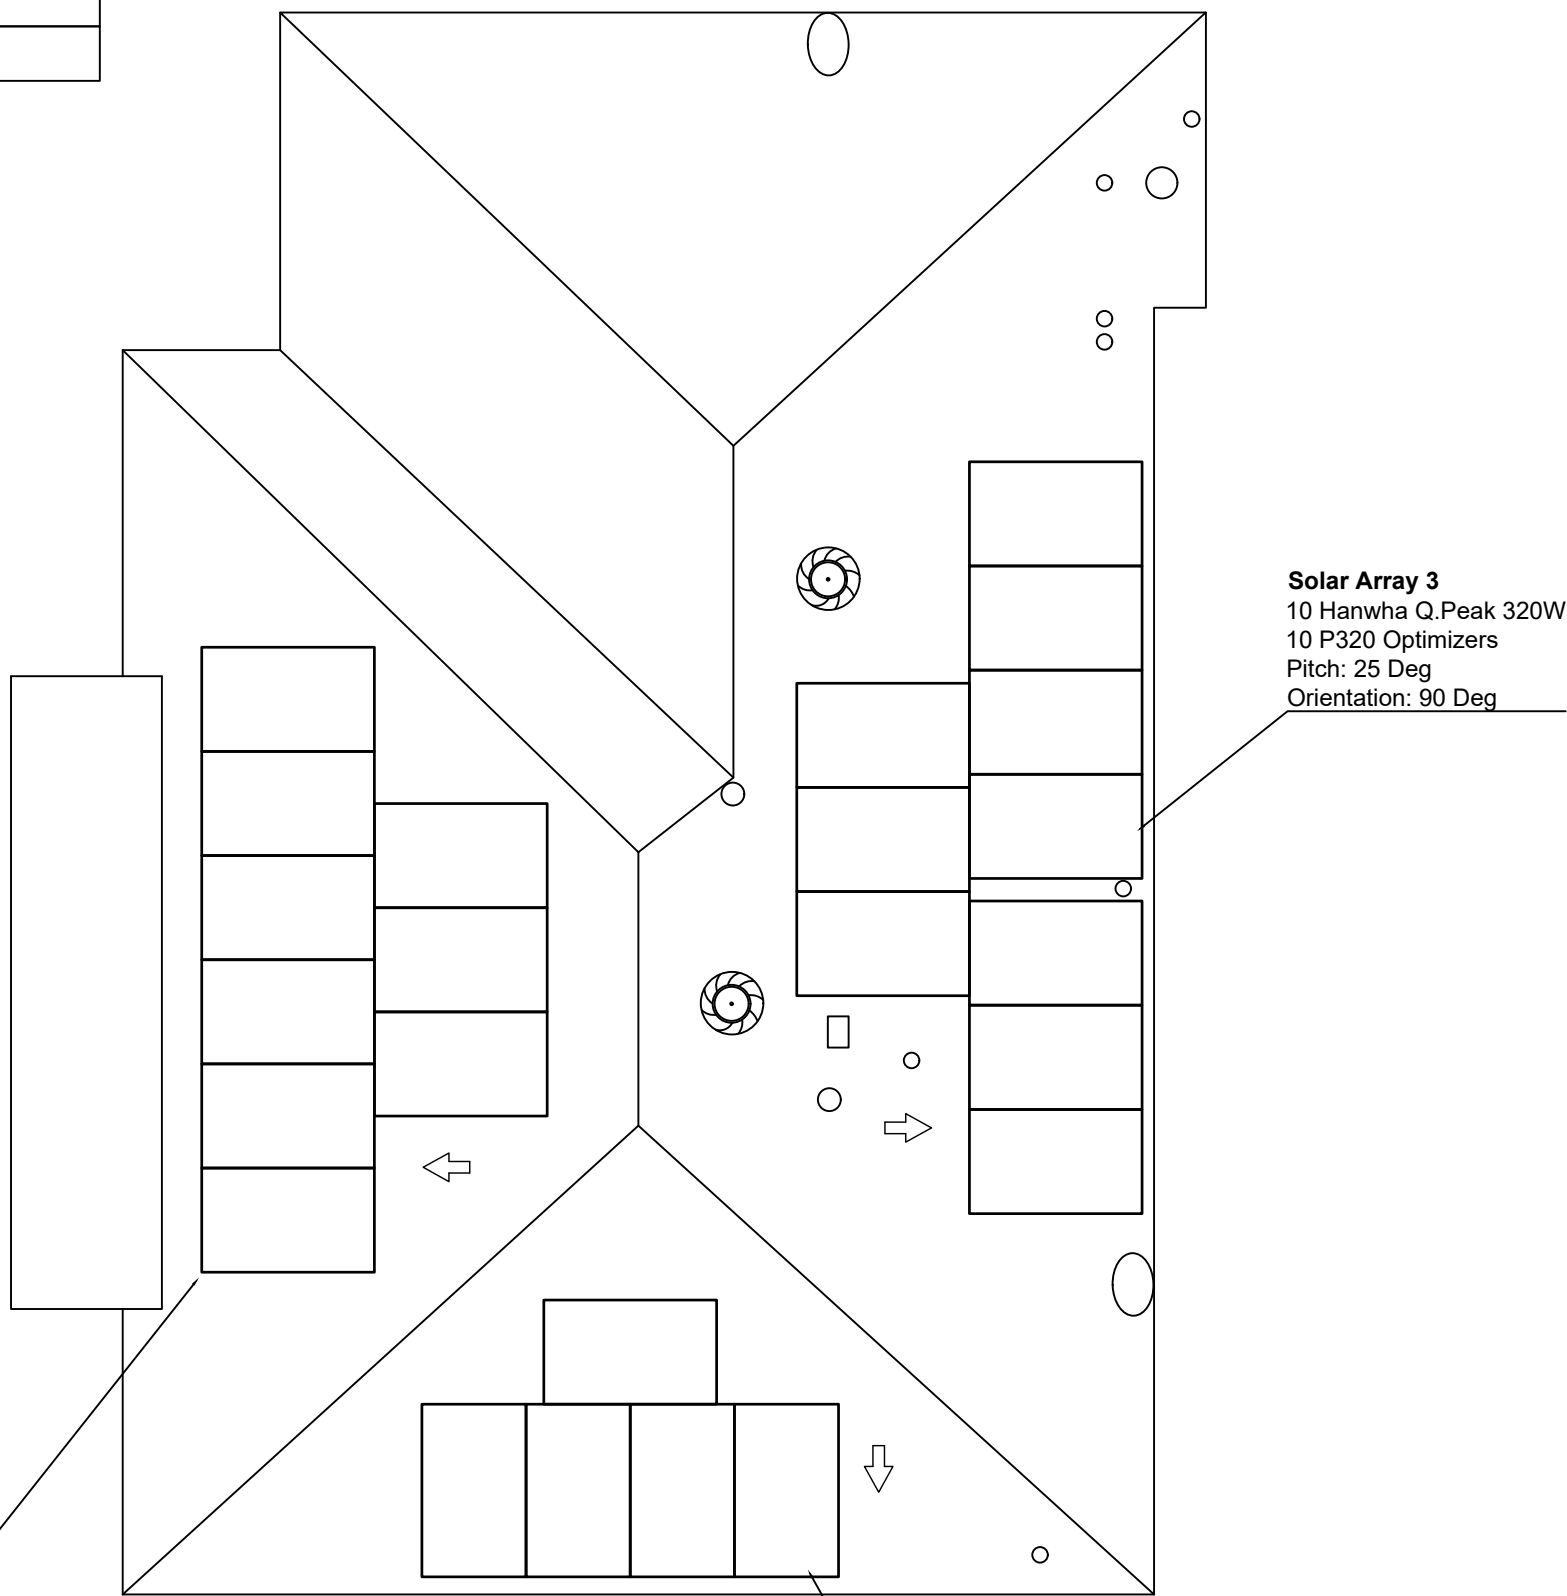 Solar Array 3
10 Hanwha Q.Peak 320W
10 P320 Optimizers
Pitch: 25 Deg
Orientation: 90 Deg